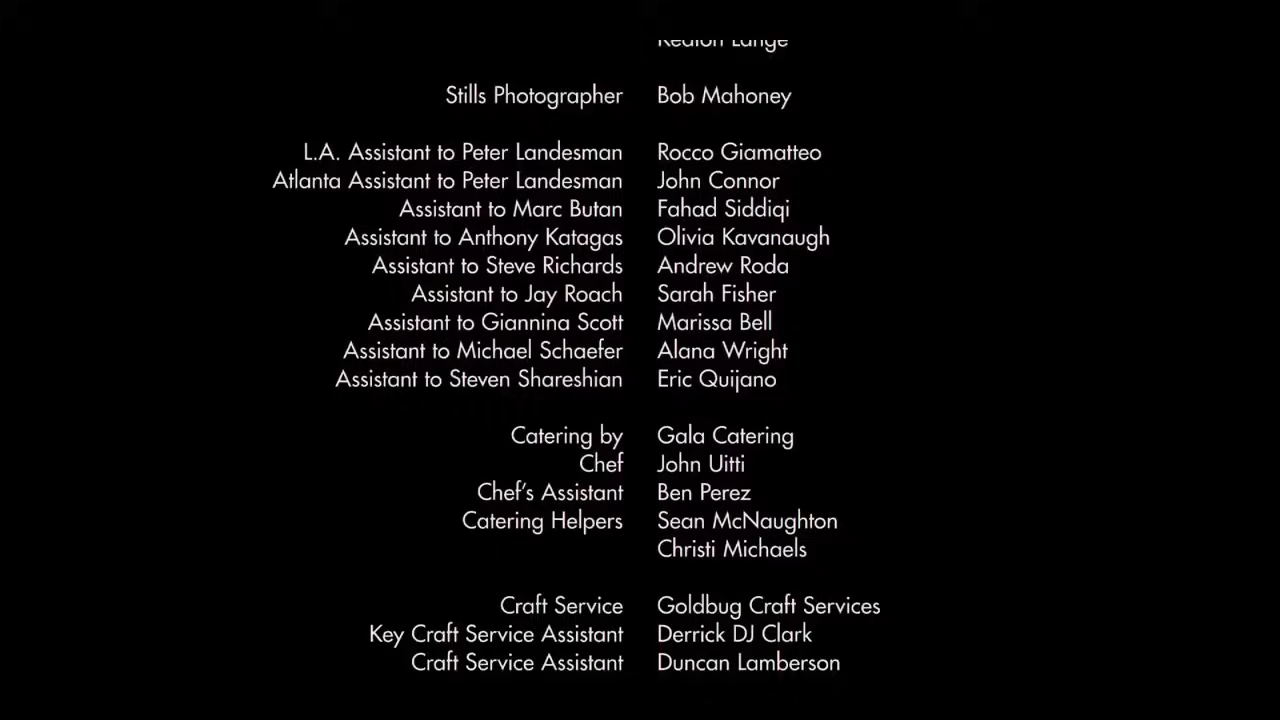 Stills Photographer Bob Mahoney
L.A. Assistant to Peter Landesman Rocco Giamatteo
Atlanta Assistant to Peter Landesman John Connor
Assistant to Marc Butan Fahad Siddiqi
Assistant to Anthony Katagas Olivia Kavanaugh
Assistant to Steve Richards Andrew Roda
Assistant to Jay Roach Sarah Fisher
Assistant to Giannina Scott Marissa Bell
Assistant to Michael Schaefer Alana Wright
Assistant to Steven Shareshian Eric Quijano
Catering by Gala Catering
Chef John Uitti
Chef's Assistant Ben Perez
Catering Helpers Sean McNaughton
Christi Michaels
Craft Service Goldbug Craft Services
Key Craft Service Assistant Derrick DJ Clark
Craft Service Assistant Duncan Lamberson